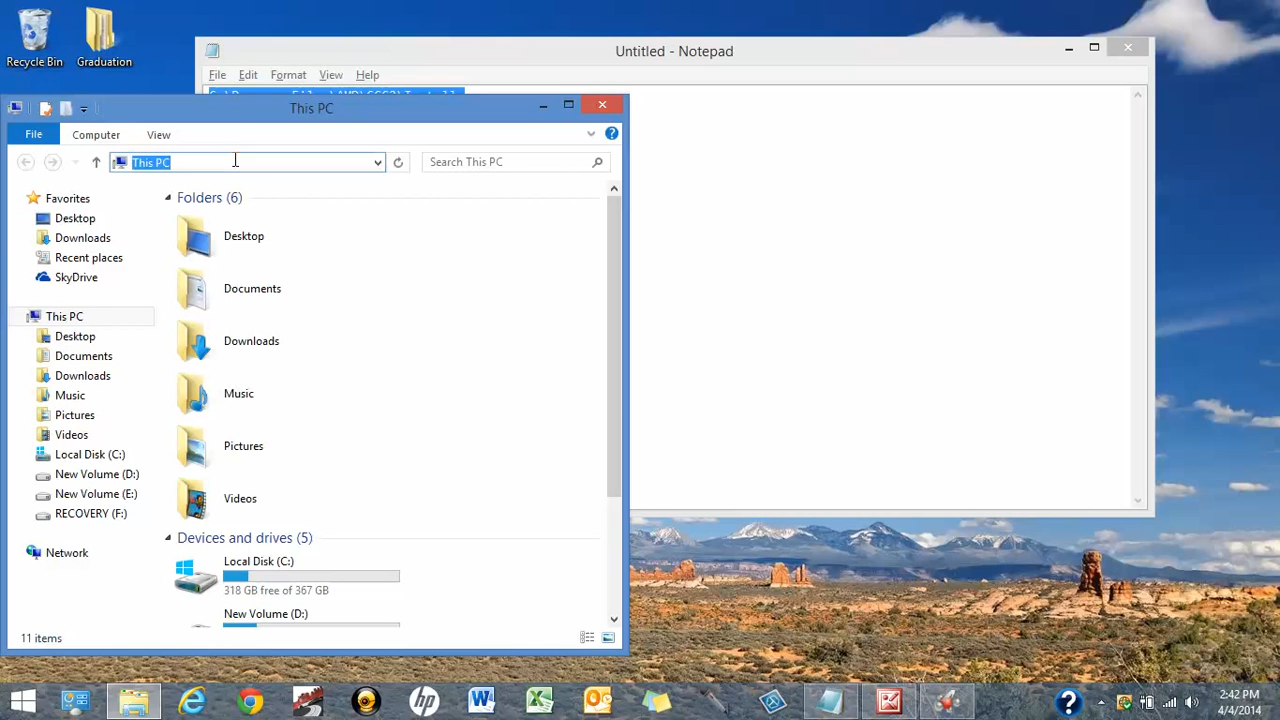 Recycle Bin
Graduation
Untitled - Notepad
File Edit Format View Help
This PC
File Computer View
This PC
Search This PC
Favorites
Desktop
Downloads
Recent places
SkyDrive
This PC
Desktop
Documents
Downloads
Music
Pictures
Videos
Local Disk (C:)
New Volume (D:)
New Volume (E:)
RECOVERY (F:)
Network
Folders (6)
Desktop
Documents
Downloads
Music
Pictures
Videos
Devices and drives (5)
Local Disk (C:)
318 GB free of 367 GB
New Volume (D:)
11 items
2:42 PM
4/4/2014